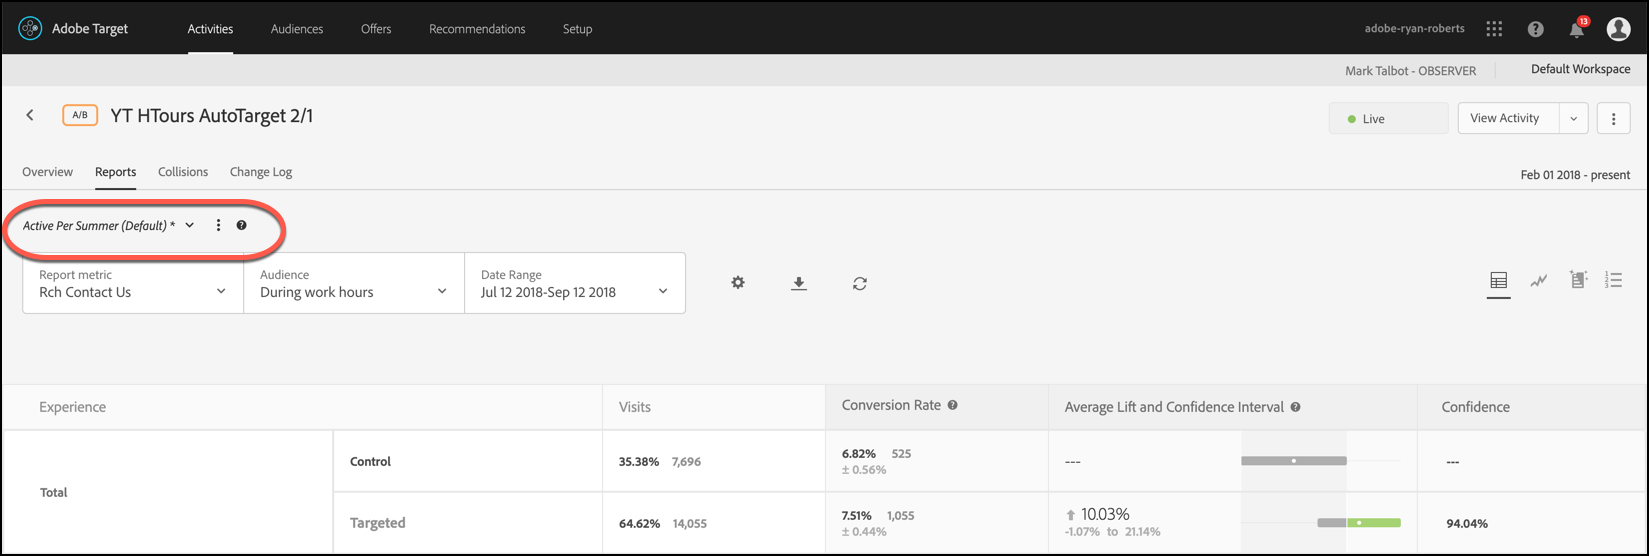 Adobe Target Activities Audiences Offers Recommendations Setup adobe-ryan-roberts 13
Mark Talbot - OBSERVER Default Workspace
A/B YT HTours AutoTarget 2/1 Live View Activity
Overview Reports Collisions Change Log Feb 01 2018 - present
Active Per Summer (Default) *
Report metric Audience Date Range
Rch Contact Us During work hours Jul 12 2018-Sep 12 2018
Experience Visits Conversion Rate Average Lift and Confidence Interval Confidence
Total
Control 35.38% 7,696 6.82% 525 --- ---
± 0.56%
Targeted 64.62% 14,055 7.51% 1,055 10.03% 94.04%
± 0.44% -1.07% to 21.14%